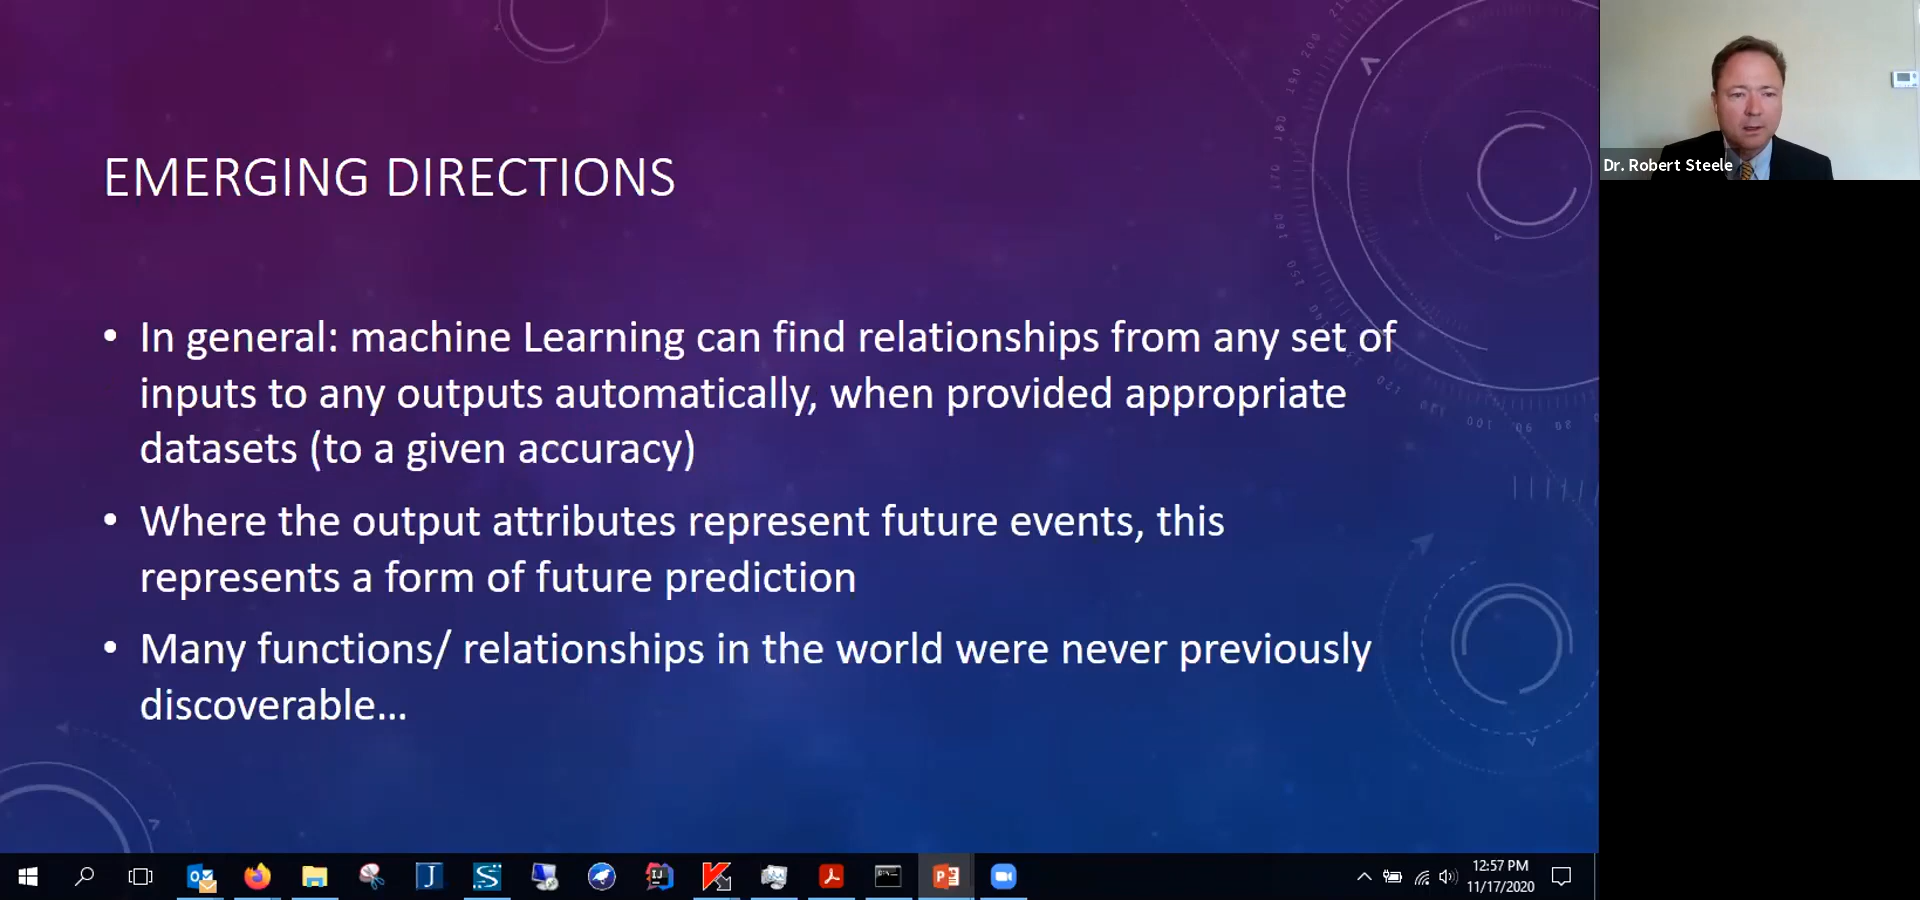 EMERGING DIRECTIONS
• In general: machine Learning can find relationships from any set of
inputs to any outputs automatically, when provided appropriate
datasets (to a given accuracy)
• Where the output attributes represent future events, this
represents a form of future prediction
• Many functions/ relationships in the world were never previously
discoverable...
Dr. Robert Steele
12:57 PM
11/17/2020